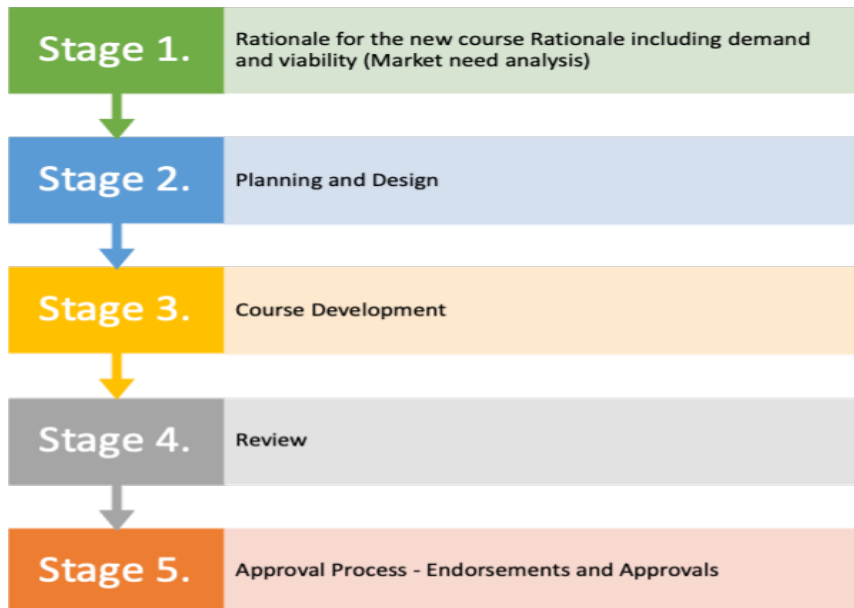 Stage 1.
Rationale for the new course Rationale including demand
and viability (Market need analysis)
Stage 2.
Planning and Design
Stage 3.
Course Development
Stage 4.
Review
Stage 5.
Approval Process - Endorsements and Approvals